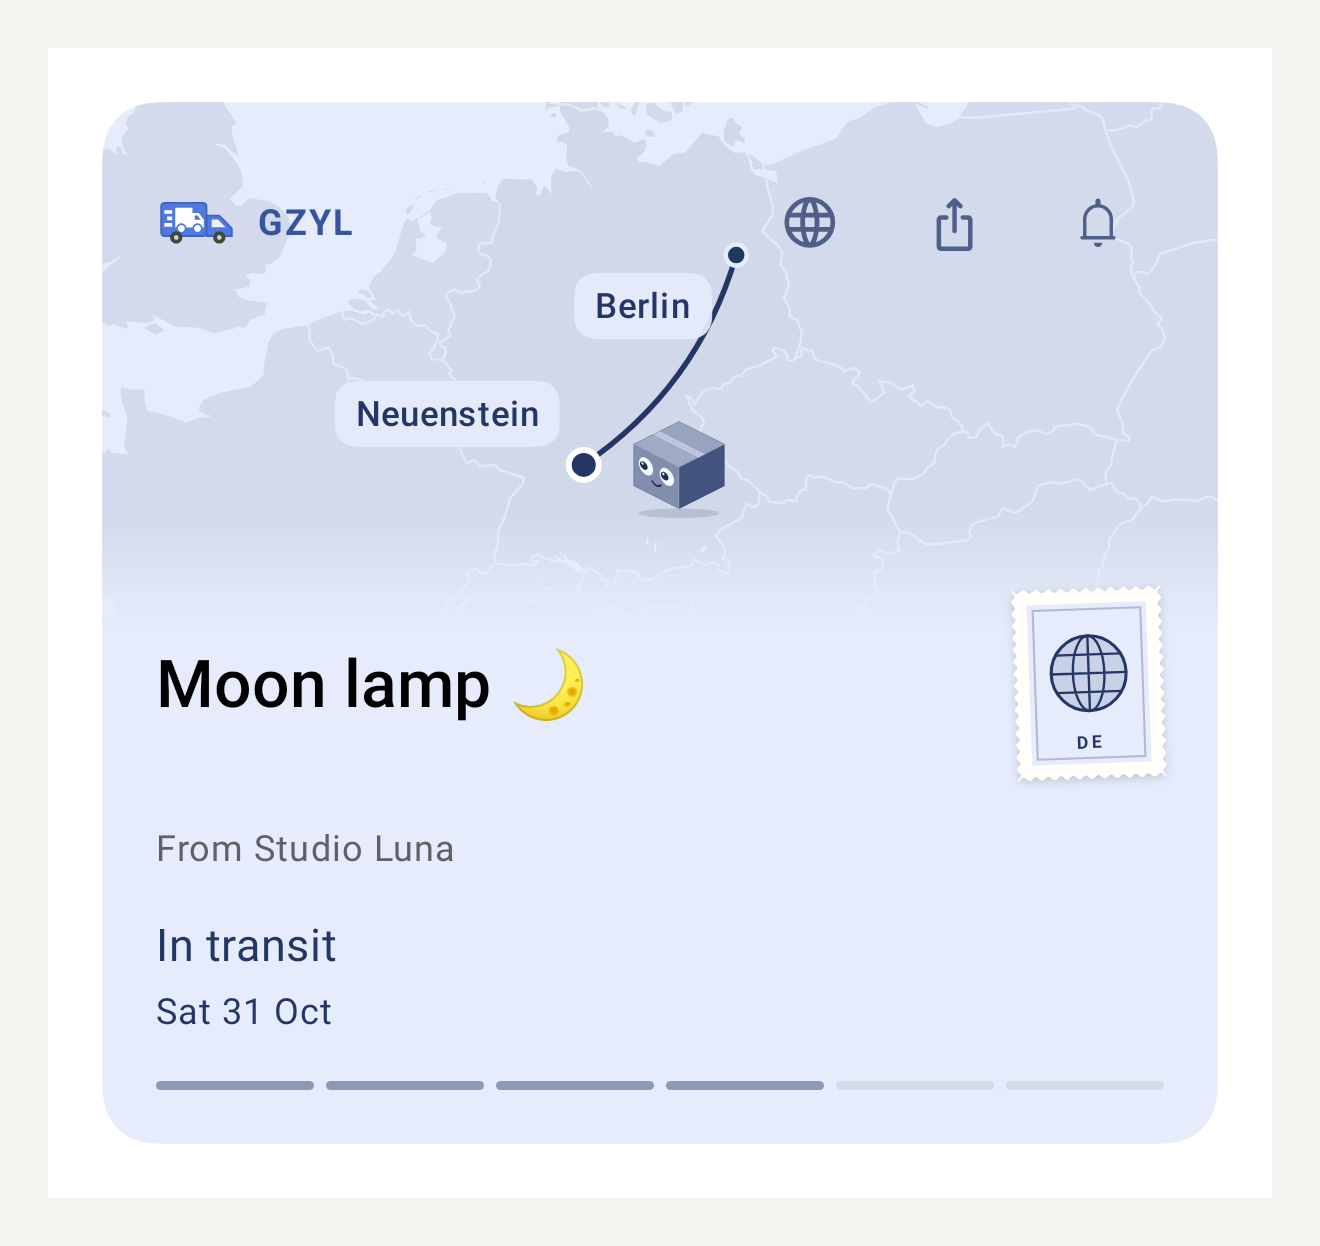 GZYL
Berlin
Neuenstein
Moon lamp 🌙
DE
From Studio Luna
In transit
Sat 31 Oct